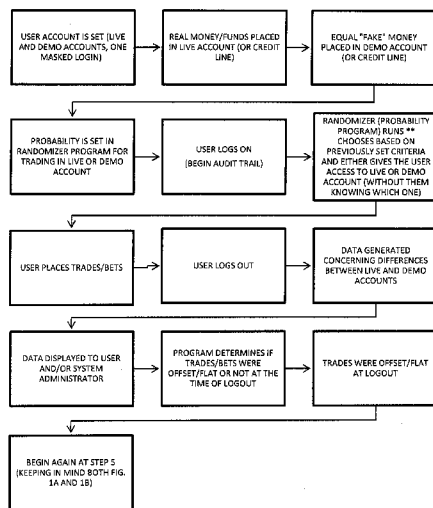 USER ACCOUNT IS SET (LIVE
AND DEMO ACCOUNTS, ONE
MASKED LOGIN)
REAL MONEY/FUNDS PLACED
IN LIVE ACCOUNT (OR CREDIT
LINE)
EQUAL "FAKE" MONEY
PLACED IN DEMO ACCOUNT
(OR CREDIT LINE)
PROBABILITY IS SET IN
RANDOMIZER PROGRAM FOR
TRADING IN LIVE OR DEMO
ACCOUNT
USER LOGS ON
(BEGIN AUDIT TRAIL)
RANDOMIZER (PROBABILITY
PROGRAM) RUNS **
CHOOSES BASED ON
PREVIOUSLY SET CRITERIA
AND EITHER GIVES THE USER
ACCESS TO LIVE OR DEMO
ACCOUNT (WITHOUT THEM
KNOWING WHICH ONE)
USER PLACES TRADES/BETS
USER LOGS OUT
DATA GENERATED
CONCERNING DIFFERENCES
BETWEEN LIVE AND DEMO
ACCOUNTS
DATA DISPLAYED TO USER
AND/OR SYSTEM
ADMINISTRATOR
PROGRAM DETERMINES IF
TRADES/BETS WERE
OFFSET/FLAT OR NOT AT THE
TIME OF LOGOUT
TRADES WERE OFFSET/FLAT
AT LOGOUT
BEGIN AGAIN AT STEP 5
(KEEPING IN MIND BOTH FIG.
1A AND 1B)